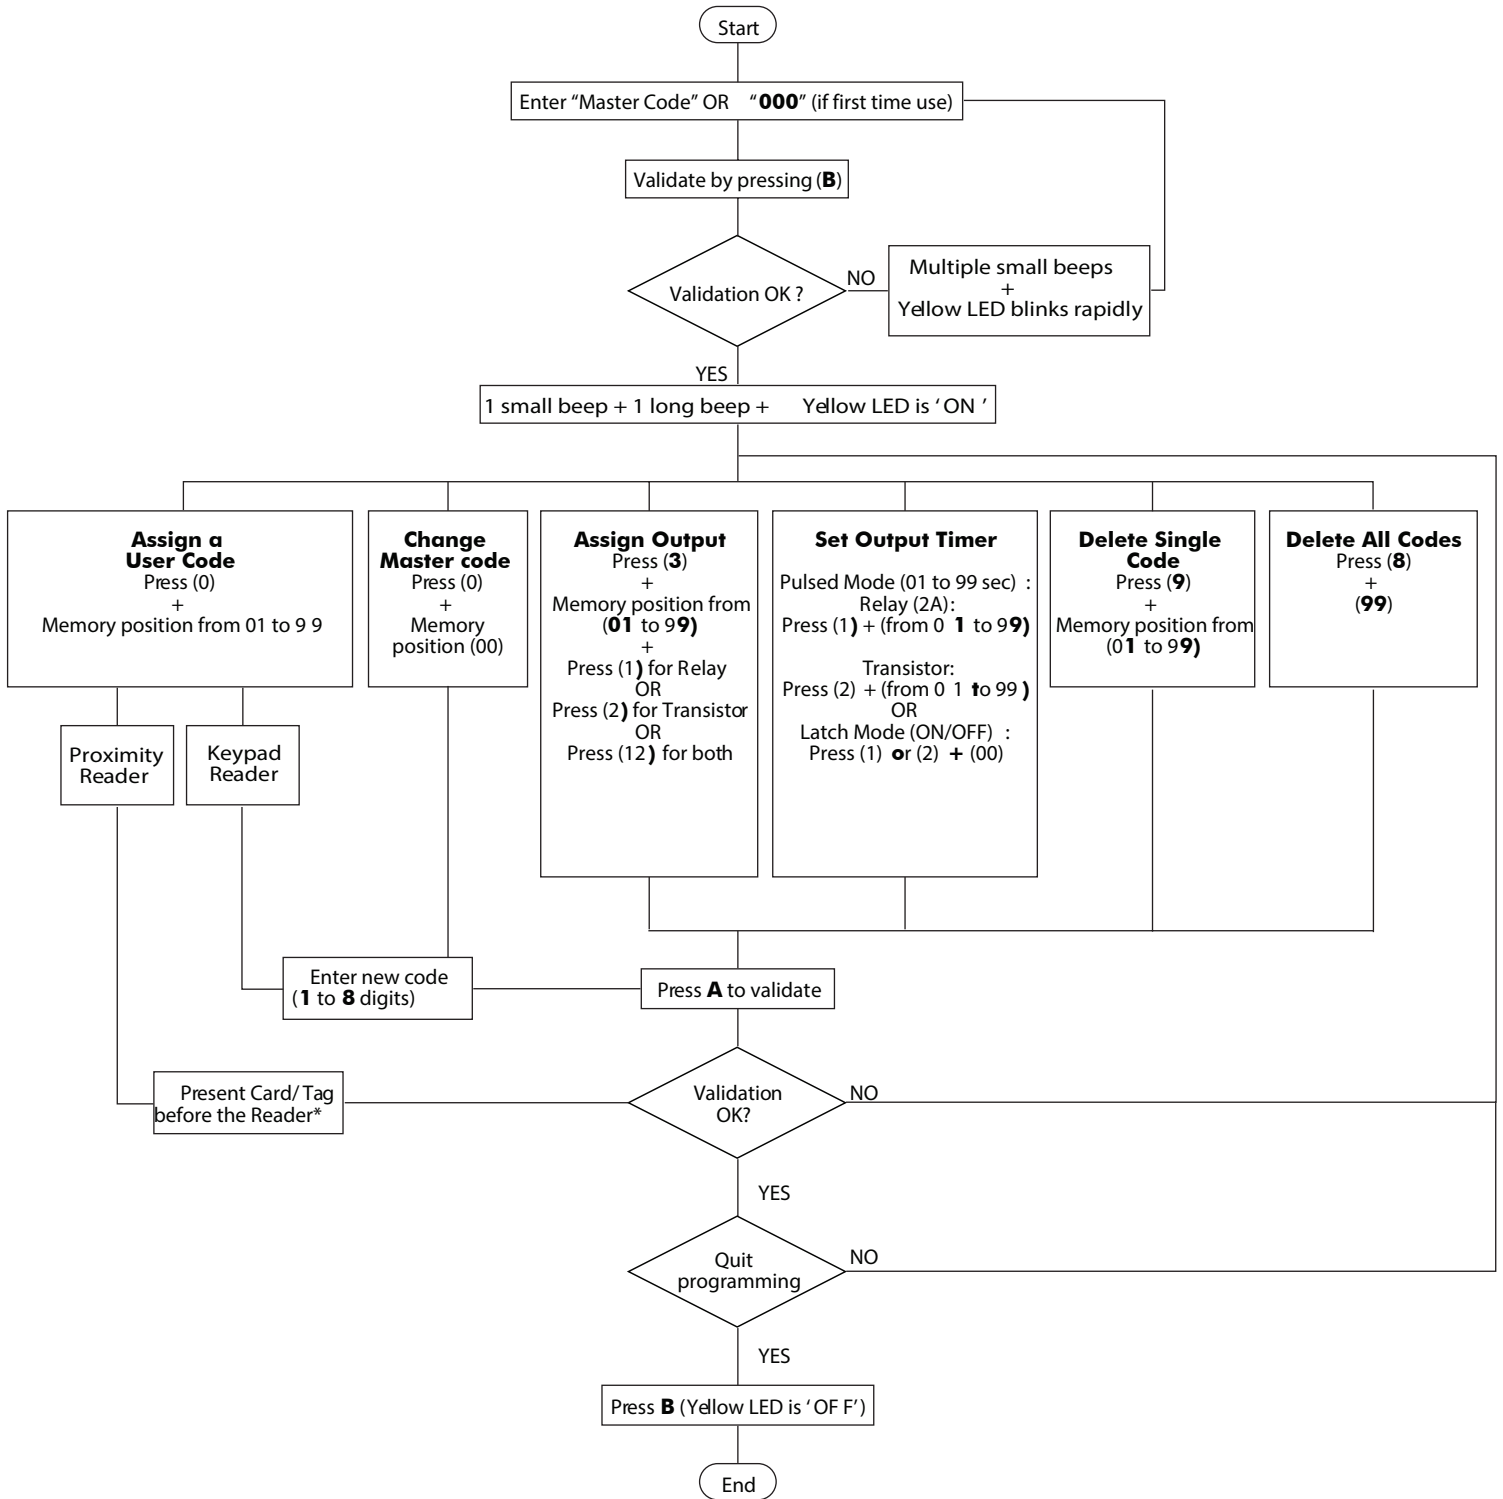 Start
Enter “Master Code” OR “000” (if first time use)
Validate by pressing (B)
Validation OK ?
NO
Multiple small beeps
+
Yellow LED blinks rapidly
YES
1 small beep + 1 long beep + Yellow LED is ‘ ON ’
Assign a
User Code
Press (0)
+
Memory position from 01 to 9 9
Change
Master code
Press (0)
+
Memory
position (00)
Assign Output
Press (3)
+
Memory position from
(01 to 99)
+
Press (1) for Relay
OR
Press (2) for Transistor
OR
Press (12) for both
Set Output Timer
Pulsed Mode (01 to 99 sec) :
Relay (2A):
Press (1) + (from 0 1 to 99)
Transistor:
Press (2) + (from 0 1 to 99 )
OR
Latch Mode (ON/OFF) :
Press (1) or (2) + (00)
Delete Single
Code
Press (9)
+
Memory position from
(01 to 99)
Delete All Codes
Press (8)
+
(99)
Proximity
Reader
Keypad
Reader
Enter new code
(1 to 8 digits)
Press A to validate
Present Card/ Tag
before the Reader*
Validation
OK?
NO
YES
Quit
programming
NO
YES
Press B (Yellow LED is ‘ OF F’ )
End